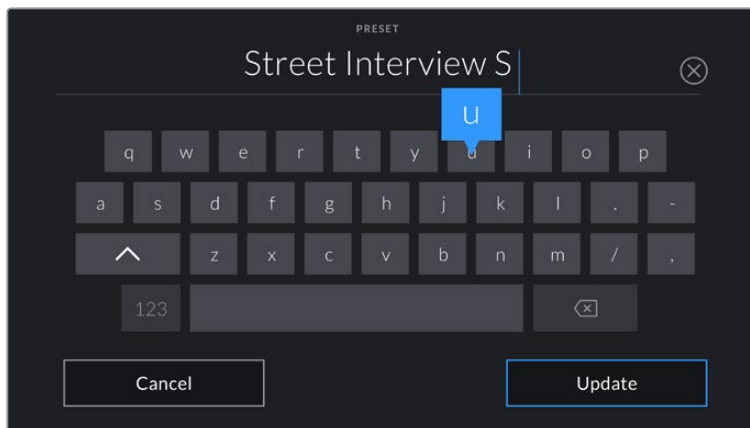 PRESET
Street Interview S
u
q w e r t y u i o p
a s d f g h j k l . -
z x c v b n m / ,
123
Cancel Update